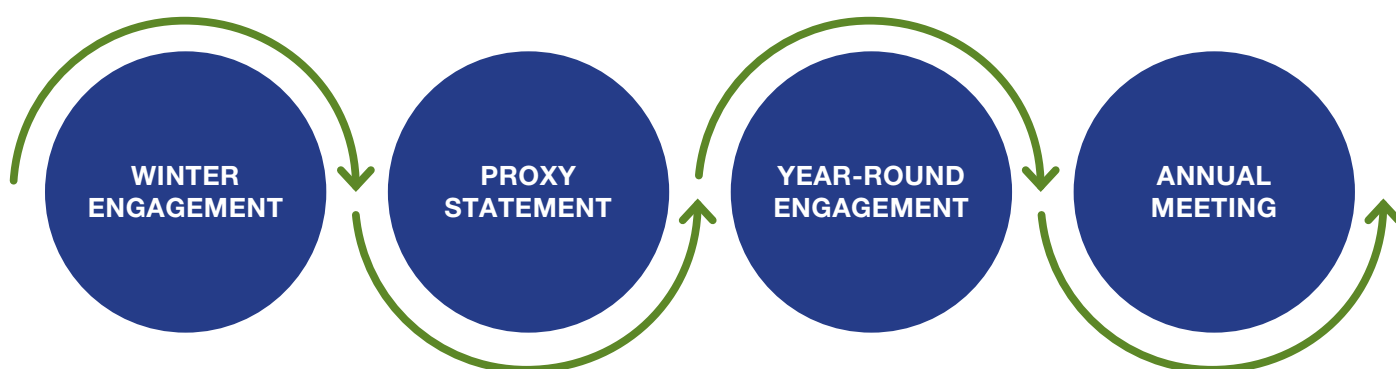 WINTER
ENGAGEMENT
PROXY
STATEMENT
YEAR-ROUND
ENGAGEMENT
ANNUAL
MEETING